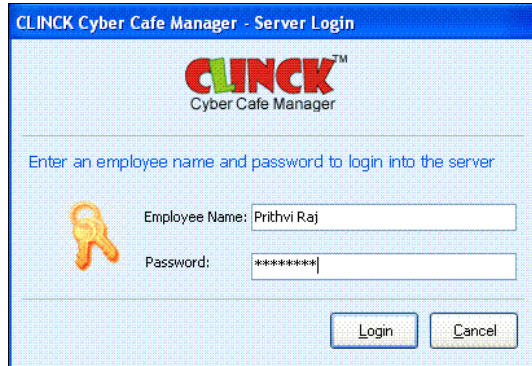 CLINCK Cyber Cafe Manager - Server Login
CLINCK™
Cyber Cafe Manager
Enter an employee name and password to login into the server
Employee Name: Prithvi Raj
Password: ********
Login Cancel